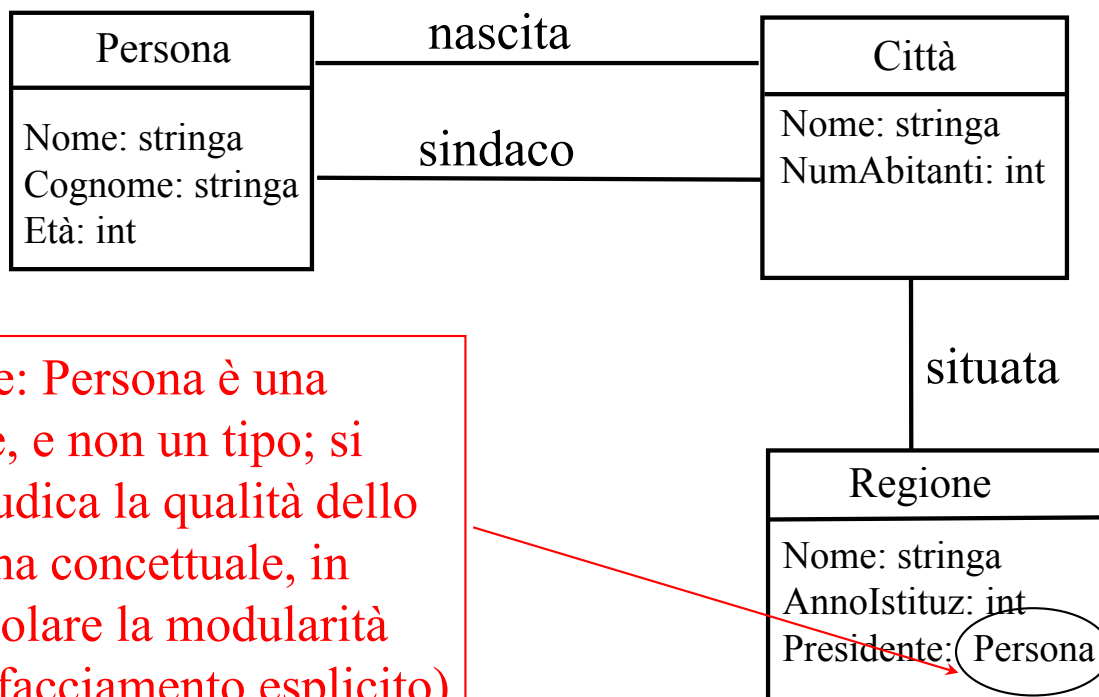 Persona
nascita
Città
Nome: stringa
Cognome: stringa
Età: int
sindaco
Nome: stringa
NumAbitanti: int
situata
e: Persona è una
e, e non un tipo; si
udica la qualità dello
na concettuale, in
olare la modularità
facciamento esplicito)
Regione
Nome: stringa
AnnoIstituz: int
Presidente: Persona